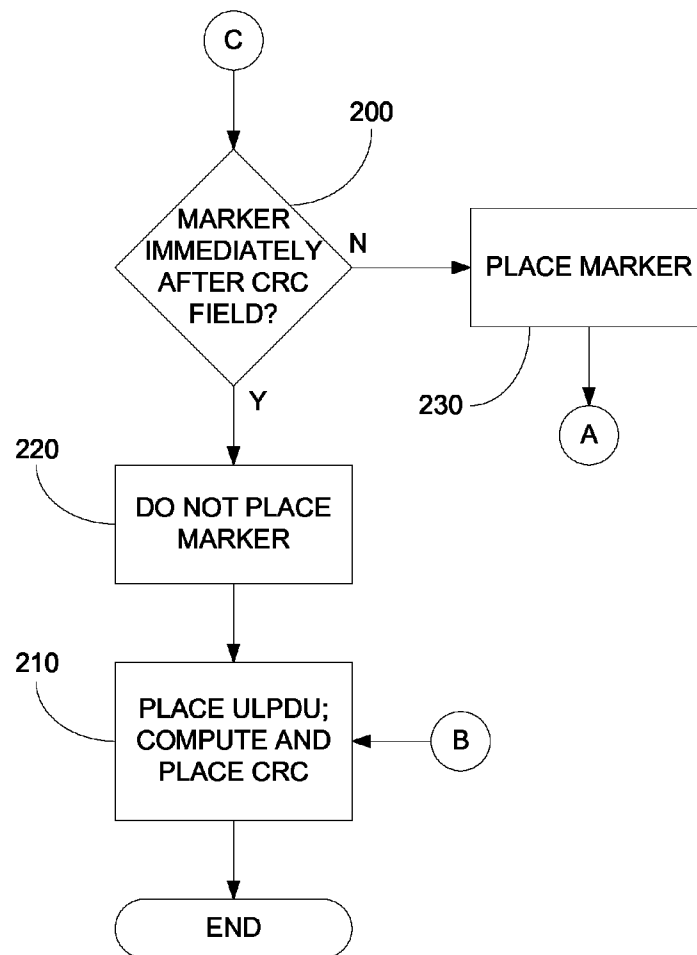 C
200
MARKER
IMMEDIATELY
AFTER CRC
FIELD?
N
PLACE MARKER
230
A
Y
220
DO NOT PLACE
MARKER
210
PLACE ULPDU;
COMPUTE AND
PLACE CRC
B
END